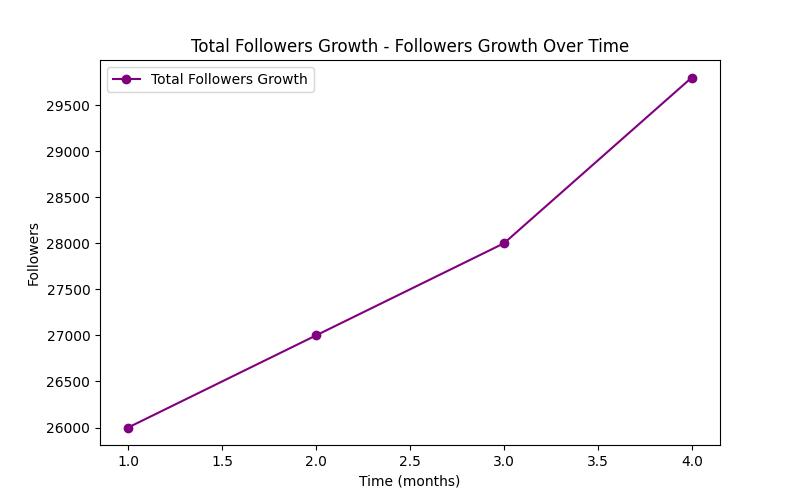 Total Followers Growth - Followers Growth Over Time
Total Followers Growth
Followers
29500
29000
28500
28000
27500
27000
26500
26000
1.0 1.5 2.0 2.5 3.0 3.5 4.0
Time (months)